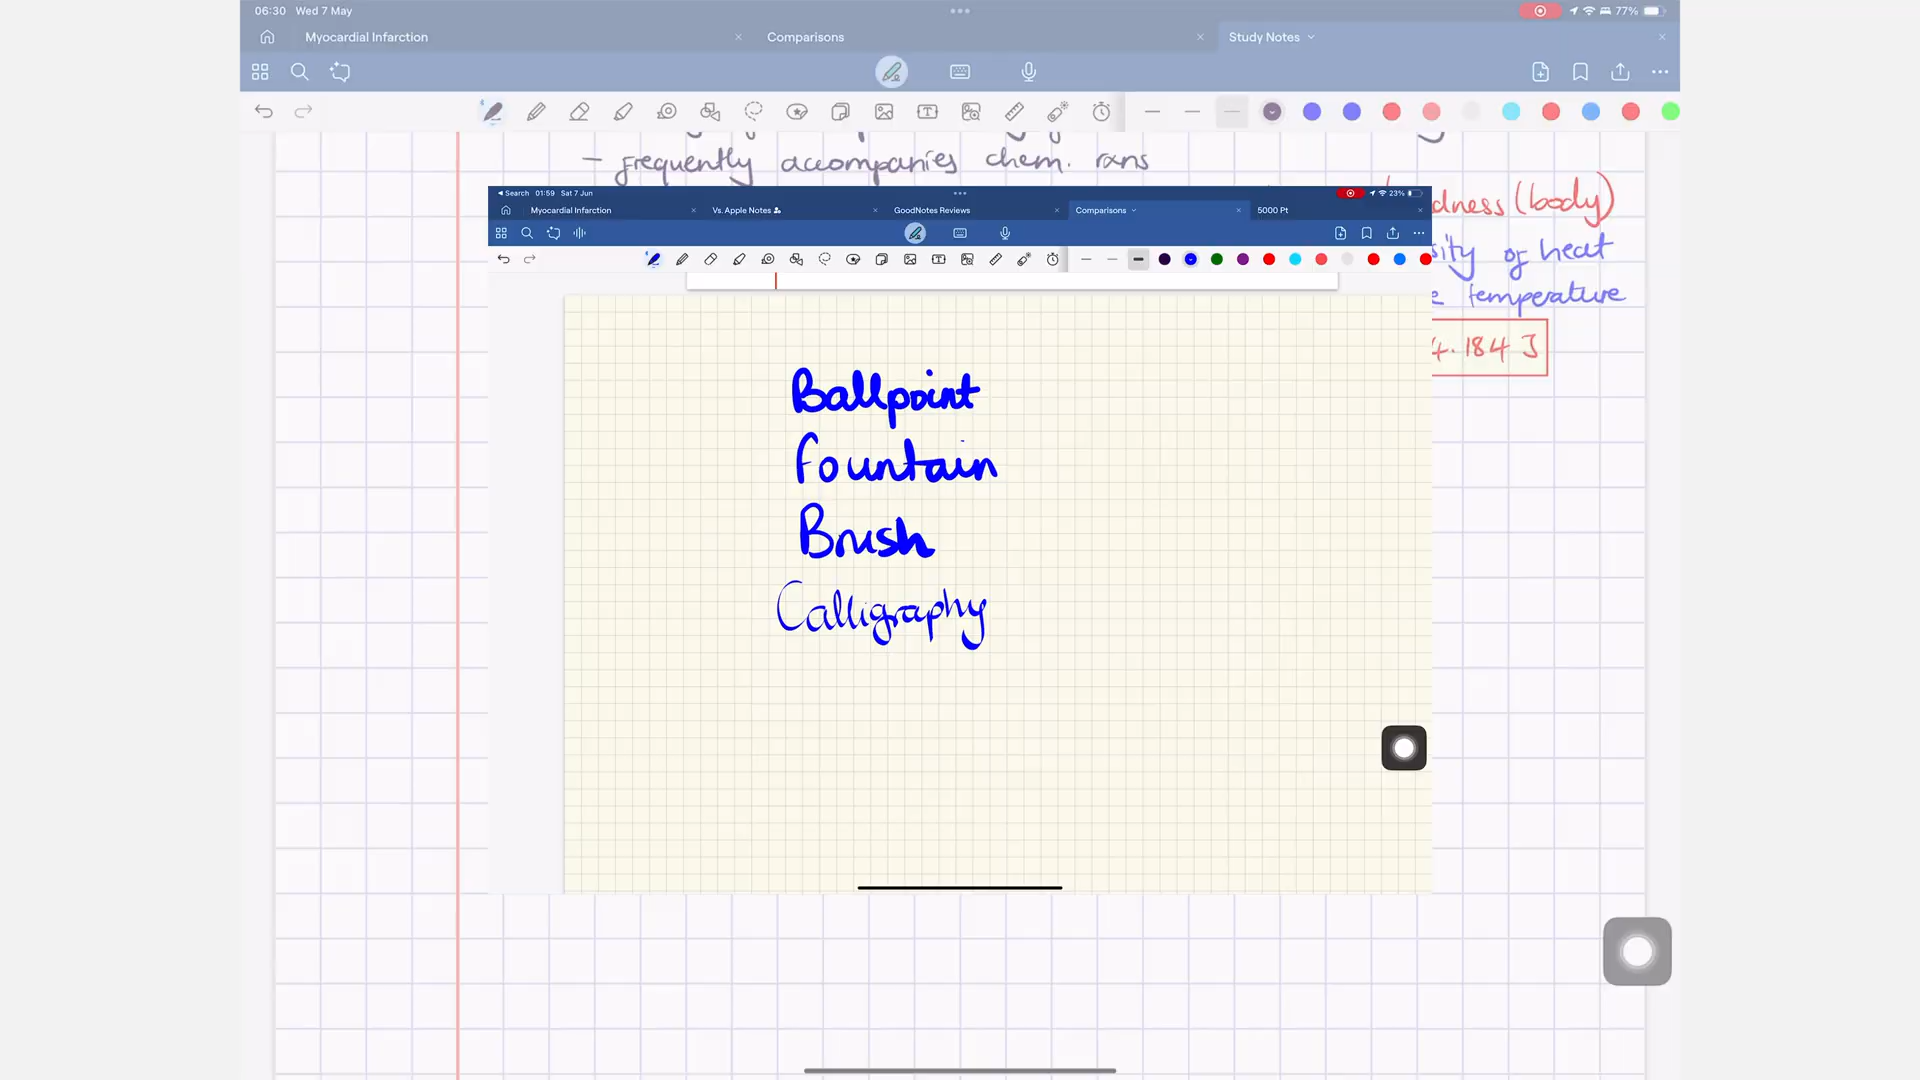 06:30 Wed 7 May
77%
Myocardial Infarction
Comparisons
Study Notes
– frequently accompanies chem. rxns
dness (body)
sity of heat
e temperature
4.184 J
Search 01:59 Sat 7 Jun
23%
Myocardial Infarction
Vs. Apple Notes
GoodNotes Reviews
Comparisons
5000 Pt
Ballpoint
Fountain
Brush
Calligraphy